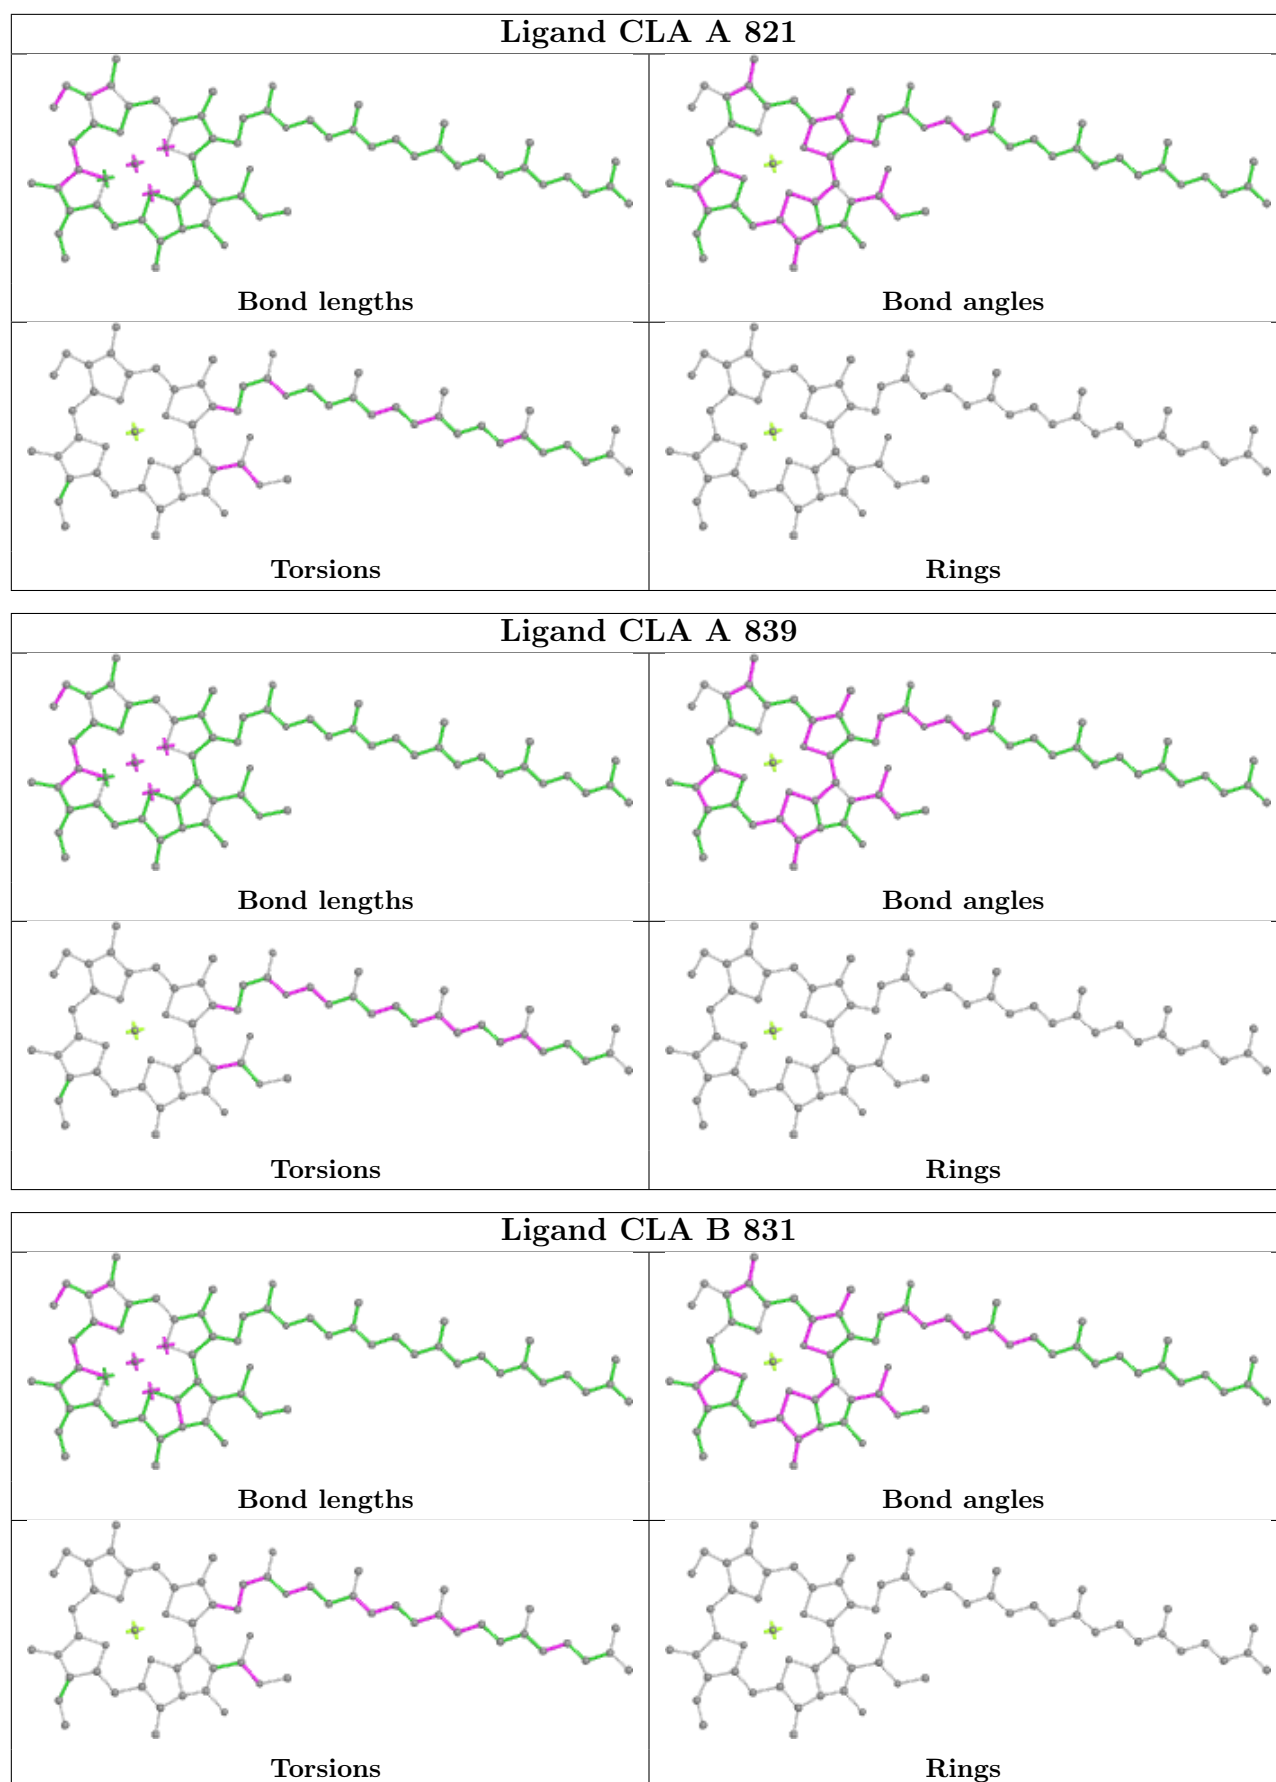 Ligand CLA A 821
Bond lengths
Bond angles
Torsions
Rings
Ligand CLA A 839
Bond lengths
Bond angles
Torsions
Rings
Ligand CLA B 831
Bond lengths
Bond angles
Torsions
Rings